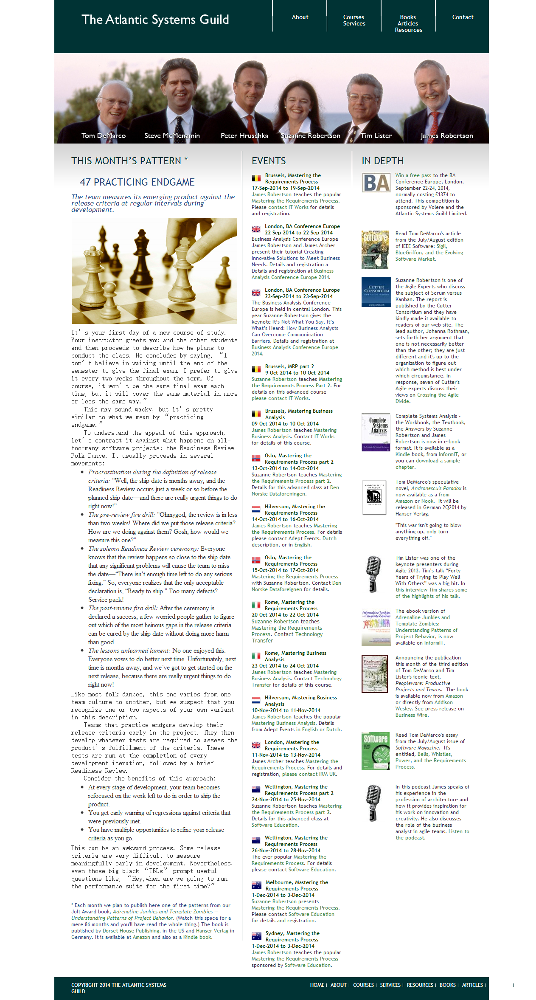 The Atlantic Systems Guild
About
Courses
Services
Books
Articles
Resources
Contact
Tom DeMarco
Steve McMenamin
Peter Hruschka
Suzanne Robertson
Tim Lister
James Robertson
THIS MONTH’S PATTERN *
47 PRACTICING ENDGAME
The team measures its emerging product against the
release criteria at regular intervals during
development.
It’s your first day of a new course of study.
Your instructor greets you and the other students
and then proceeds to describe how he plans to
conduct the class. He concludes by saying, “I
don’t believe in waiting until the end of the
semester to give the final exam. I prefer to give
it every two weeks throughout the term. Of
course, it won’t be the same final exam each
time, but it will cover the same material in more
or less the same way.”
This may sound wacky, but it’s pretty
similar to what we mean by “practicing
endgame.”
To understand the appeal of this approach,
let’s contrast it against what happens on all-
too-many software projects: the Readiness Review
Folk Dance. It usually proceeds in several
movements:
• Procrastination during the definition of release
criteria: “Well, the ship date is months away, and the
Readiness Review occurs just a week or so before the
planned ship date—and there are really urgent things to do
right now!”
• The pre-review fire drill: “Ohmygod, the review is in less
than two weeks! Where did we put those release criteria?
How are we doing against them? Gosh, how would we
measure this one?”
• The solemn Readiness Review ceremony: Everyone
knows that the review happens so close to the ship date
that any significant problems will cause the team to miss
the date—“There isn’t enough time left to do any serious
fixing.” So, everyone realizes that the only acceptable
declaration is, “Ready to ship.” Too many defects?
Service pack!
• The post-review fire drill: After the ceremony is
declared a success, a few worried people gather to figure
out which of the most heinous gaps in the release criteria
can be cured by the ship date without doing more harm
than good.
• The lessons unlearned lament: No one enjoyed this.
Everyone vows to do better next time. Unfortunately, next
time is months away, and we’ve got to get started on the
next release, because there are really urgent things to do
right now!
Like most folk dances, this one varies from one
team culture to another, but we suspect that you
recognize one or two aspects of your own variant
in this description.
Teams that practice endgame develop their
release criteria early in the project. They then
develop whatever tests are required to assess the
product’s fulfillment of the criteria. These
tests are run at the completion of every
development iteration, followed by a brief
Readiness Review.
Consider the benefits of this approach:
• At every stage of development, your team becomes
refocused on the work left to do in order to ship the
product.
• You get early warning of regressions against criteria that
were previously met.
• You have multiple opportunities to refine your release
criteria as you go.
This can be an awkward process. Some release
criteria are very difficult to measure
meaningfully early in development. Nevertheless,
even those big black “TBDs” prompt useful
questions like, “Hey,when are we going to run
the performance suite for the first time?”
* Each month we plan to publish here one of the patterns from our
Jolt Award book, Adrenaline Junkies and Template Zombies —
Understanding Patterns of Project Behavior. (Watch this space for a
mere 86 months and you'll have read the whole thing.) The book is
published by Dorset House Publishing, in the US and Hanser Verlag in
Germany. It is available at Amazon and also as a Kindle book.
EVENTS
Brussels, Mastering the
Requirements Process
17-Sep-2014 to 19-Sep-2014
James Robertson teaches the popular
Mastering the Requirements Process.
Please contact IT Works for details
and registration.
London, BA Conference Europe
22-Sep-2014 to 22-Sep-2014
Business Analysis Conference Europe
James Robertson and James Archer
present their tutorial Creating
Innovative Solutions to Meet Business
Needs. Details and registration a
Details and registration at Business
Analysis Conference Europe 2014.
London, BA Conference Europe
23-Sep-2014 to 23-Sep-2014
The Business Analysis Conference
Europe is held in central London. This
year Suzanne Robertson gives the
keynote It’s Not What You Say, It’s
What’s Heard: How Business Analysts
Can Overcome Communication
Barriers. Details and registration at
Business Analysis Conference Europe
2014.
Brussels, MRP part 2
9-Oct-2014 to 10-Oct-2014
Suzanne Robertson teaches Mastering
the Requirements Process Part 2. For
details on this advanced course
please contact IT Works.
Brussels, Mastering Business
Analysis
09-Oct-2014 to 10-Oct-2014
James Robertson teaches Mastering
Business Analysis. Contact IT Works
for details of this course.
Oslo, Mastering the
Requirements Process part 2
13-Oct-2014 to 14-Oct-2014
Suzanne Robertson teaches Mastering
the Requirements Process part 2.
Details for this advanced class at Den
Norske Dataforeningen.
Hilversum, Mastering the
Requirements Process
14-Oct-2014 to 16-Oct-2014
James Robertson teaches Mastering
the Requirements Process. For details
please contact Adept Events. Dutch
description, or in English.
Oslo, Mastering the
Requirements Process
15-Oct-2014 to 17-Oct-2014
Mastering the Requirements Process
with Suzanne Robertson. Contact Den
Norske Dataforeignen for details.
Rome, Mastering the
Requirements Process
20-Oct-2014 to 22-Oct-2014
Suzanne Robertson teaches
Mastering the Requirements
Process. Contact Technology
Transfer
Rome, Mastering Business
Analysis
23-Oct-2014 to 24-Oct-2014
James Robertson teaches Mastering
Business Analysis. Contact Technology
Transfer for details of this course.
Hilversum, Mastering Business
Analysis
10-Nov-2014 to 11-Nov-2014
James Robertson teaches the popular
Mastering Business Analysis. Details
from Adept Events in English or Dutch.
London, Mastering the
Requirements Process
11-Nov-2014 to 13-Nov-2014
James Archer teaches Mastering the
Requirements Process. For details and
registration, please contact IRM UK.
Wellington, Mastering the
Requirements Process part 2
24-Nov-2014 to 25-Nov-2014
Suzanne Robertson teaches Mastering
the Requirements Process part 2.
Details for this advanced class at
Software Education.
Wellington, Mastering the
Requirements Process
26-Nov-2014 to 28-Nov-2014
The ever popular Mastering the
Requirements Process. For details
please contact Software Education.
Melbourne, Mastering the
Requirements Process
1-Dec-2014 to 3-Dec-2014
Suzanne Robertson presents
Mastering the Requirements Process.
Please contact Software Education
for details and registration.
Sydney, Mastering the
Requirements Process
1-Dec-2014 to 3-Dec-2014
James Robertson teaches the popular
Mastering the Requirements Process
sponsored by Software Education.
IN DEPTH
BA
Win a free pass to the BA
Conference Europe, London,
September 22-24, 2014,
normally costing £1374 to
attend. This competition is
sponsored by Volere and the
Atlantic Systems Guild Limited.
Software
Read Tom DeMarco's article
from the July/August edition
of IEEE Software: Sigil,
BlueGriffon, and the Evolving
Software Market.
CUTTER
CONSORTIUM
www.cutter.com
Suzanne Robertson is one of
the Agile Experts who discuss
the subject of Scrum versus
Kanban. The report is
published by the Cutter
Consortium and they have
kindly made it available to
readers of our web site. The
lead author, Johanna Rothman,
sets forth her argument that
one is not necessarily better
than the other; they are just
different and it's up to the
organization to figure out
which method is best under
which circumstance. In
response, seven of Cutter's
Agile experts discuss their
views on Crossing the Agile
Divide.
Complete
Systems
Analysis
Complete Systems Analysis -
the Workbook, the Textbook,
the Answers by Suzanne
Robertson and James
Robertson is now in e-book
format. It is available as a
Kindle book, from InformIT, or
you can download a sample
chapter.
ANDRONESCU'S
PARADOX
TOM DEMARCO
Tom DeMarco's speculative
novel, Andronescu's Paradox is
now available as a from
Amazon or Nook. It will be
released in German 2Q2014 by
Hanser Verlag.
"This war isn't going to blow
anything up, only turn
everything off."
Tim Lister was one of the
keynote presenters during
Agile 2013. Tim’s talk “Forty
Years of Trying to Play Well
With Others” was a big hit. In
this interview Tim shares some
of the highlights of his talk.
Adrenaline Junkies
Template Zombies
The ebook version of
Adrenaline Junkies and
Template Zombies:
Understanding Patterns of
Project Behavior, is now
available on InformIT.
Peopleware
Announcing the publication
this month of the third edition
of Tom DeMarco and Tim
Lister's iconic text,
Peopleware: Productive
Projects and Teams. The book
is available now from Amazon
or directly from Addison
Wesley. See press release on
Business Wire.
Software
Read Tom DeMarco's essay
from the July/August issue of
Software Magazine. It's
entitled, Bells, Whistles,
Power, and the Requirements
Process.
In this podcast James speaks of
his experience in the
profession of architecture and
how it provides inspiration for
his work on innovation and
creativity. He also discusses
the role of the business
analyst in agile teams. Listen to
the podcast.
COPYRIGHT 2014 THE ATLANTIC SYSTEMS
GUILD
HOME | ABOUT | COURSES | SERVICES | RESOURCES | BOOKS | ARTICLES | |